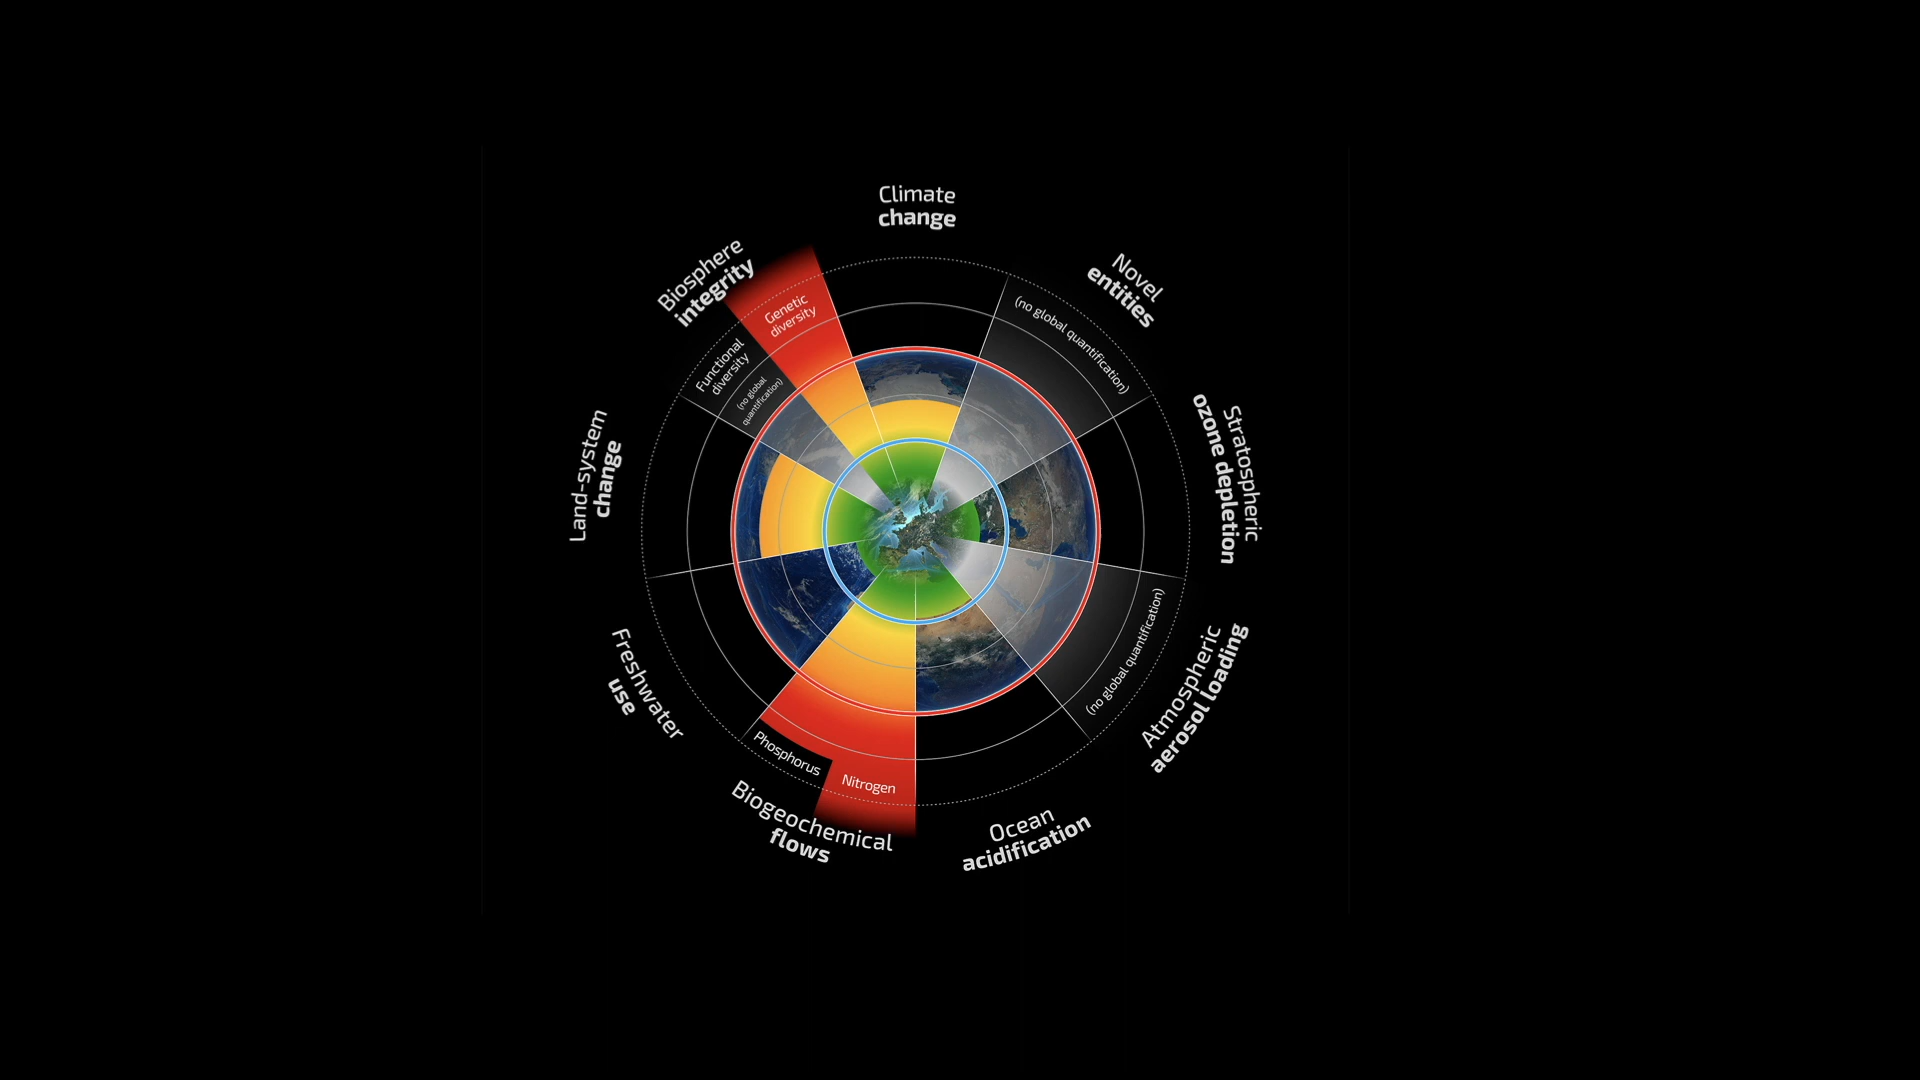 Climate
change
Novel
entities
(no global quantification)
Stratospheric
ozone depletion
Atmospheric
aerosol loading
(no global quantification)
Ocean
acidification
Biogeochemical
flows
Phosphorus
Nitrogen
Freshwater
use
Land-system
change
Biosphere
integrity
Functional
diversity
(no global
quantification)
Genetic
diversity